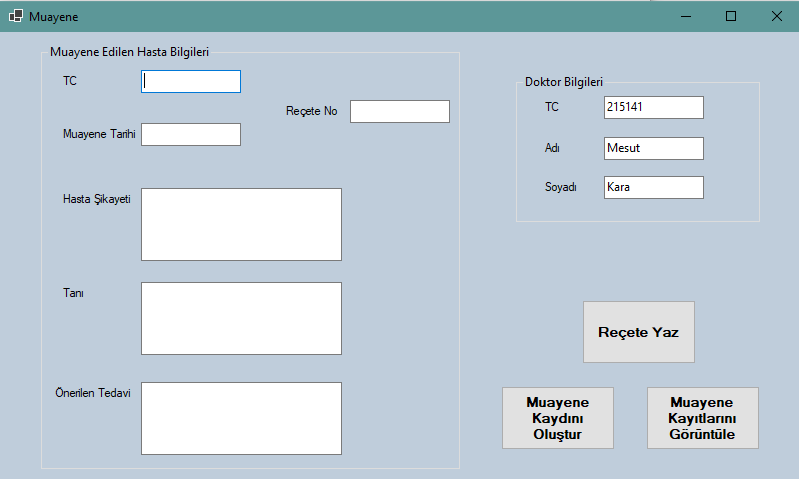 Muayene
Muayene Edilen Hasta Bilgileri
TC
Reçete No
Muayene Tarihi
Hasta Şikayeti
Tanı
Önerilen Tedavi
Doktor Bilgileri
TC 215141
Adı Mesut
Soyadı Kara
Reçete Yaz
Muayene
Kaydını
Oluştur
Muayene
Kayıtlarını
Görüntüle